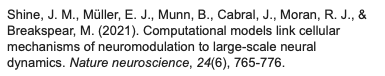 Shine, J. M., Müller, E. J., Munn, B., Cabral, J., Moran, R. J., &
Breakspear, M. (2021). Computational models link cellular
mechanisms of neuromodulation to large-scale neural
dynamics. Nature neuroscience, 24(6), 765-776.